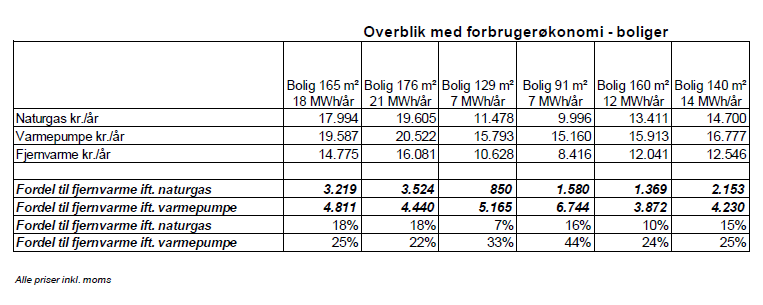 Overblik med forbrugerøkonomi - boliger
Bolig 165 m² Bolig 176 m² Bolig 129 m² Bolig 91 m² Bolig 160 m² Bolig 140 m²
18 MWh/år 21 MWh/år 7 MWh/år 7 MWh/år 12 MWh/år 14 MWh/år
Naturgas kr./år 17.994 19.605 11.478 9.996 13.411 14.700
Varmepumpe kr./år 19.587 20.522 15.793 15.160 15.913 16.777
Fjernvarme kr./år 14.775 16.081 10.628 8.416 12.041 12.546
Fordel til fjernvarme ift. naturgas 3.219 3.524 850 1.580 1.369 2.153
Fordel til fjernvarme ift. varmepumpe 4.811 4.440 5.165 6.744 3.872 4.230
Fordel til fjernvarme ift. naturgas 18% 18% 7% 16% 10% 15%
Fordel til fjernvarme ift. varmepumpe 25% 22% 33% 44% 24% 25%
Alle priser inkl. moms